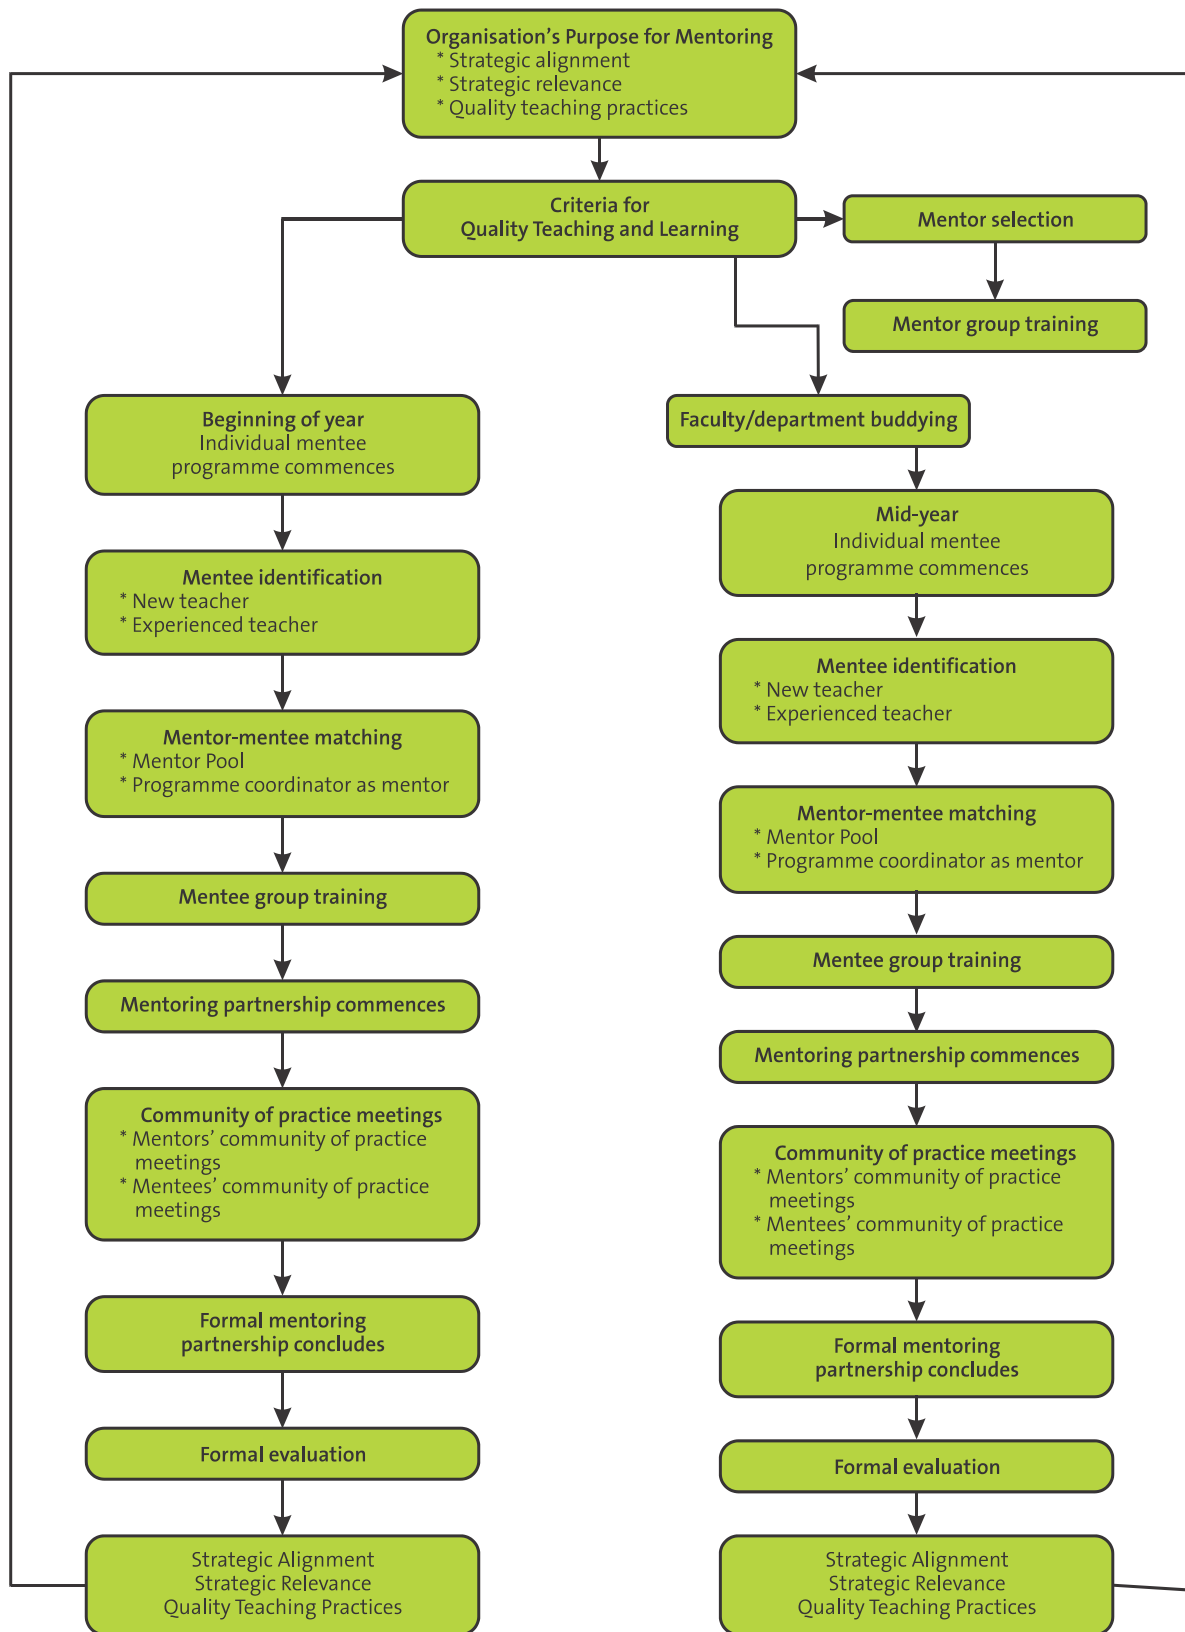 Organisation’s Purpose for Mentoring
* Strategic alignment
* Strategic relevance
* Quality teaching practices
Criteria for
Quality Teaching and Learning
Mentor selection
Mentor group training
Beginning of year
Individual mentee
programme commences
Mentee identification
* New teacher
* Experienced teacher
Mentor-mentee matching
* Mentor Pool
* Programme coordinator as mentor
Mentee group training
Mentoring partnership commences
Community of practice meetings
* Mentors’ community of practice
meetings
* Mentees’ community of practice
meetings
Formal mentoring
partnership concludes
Formal evaluation
Strategic Alignment
Strategic Relevance
Quality Teaching Practices
Faculty/department buddying
Mid-year
Individual mentee
programme commences
Mentee identification
* New teacher
* Experienced teacher
Mentor-mentee matching
* Mentor Pool
* Programme coordinator as mentor
Mentee group training
Mentoring partnership commences
Community of practice meetings
* Mentors’ community of practice
meetings
* Mentees’ community of practice
meetings
Formal mentoring
partnership concludes
Formal evaluation
Strategic Alignment
Strategic Relevance
Quality Teaching Practices